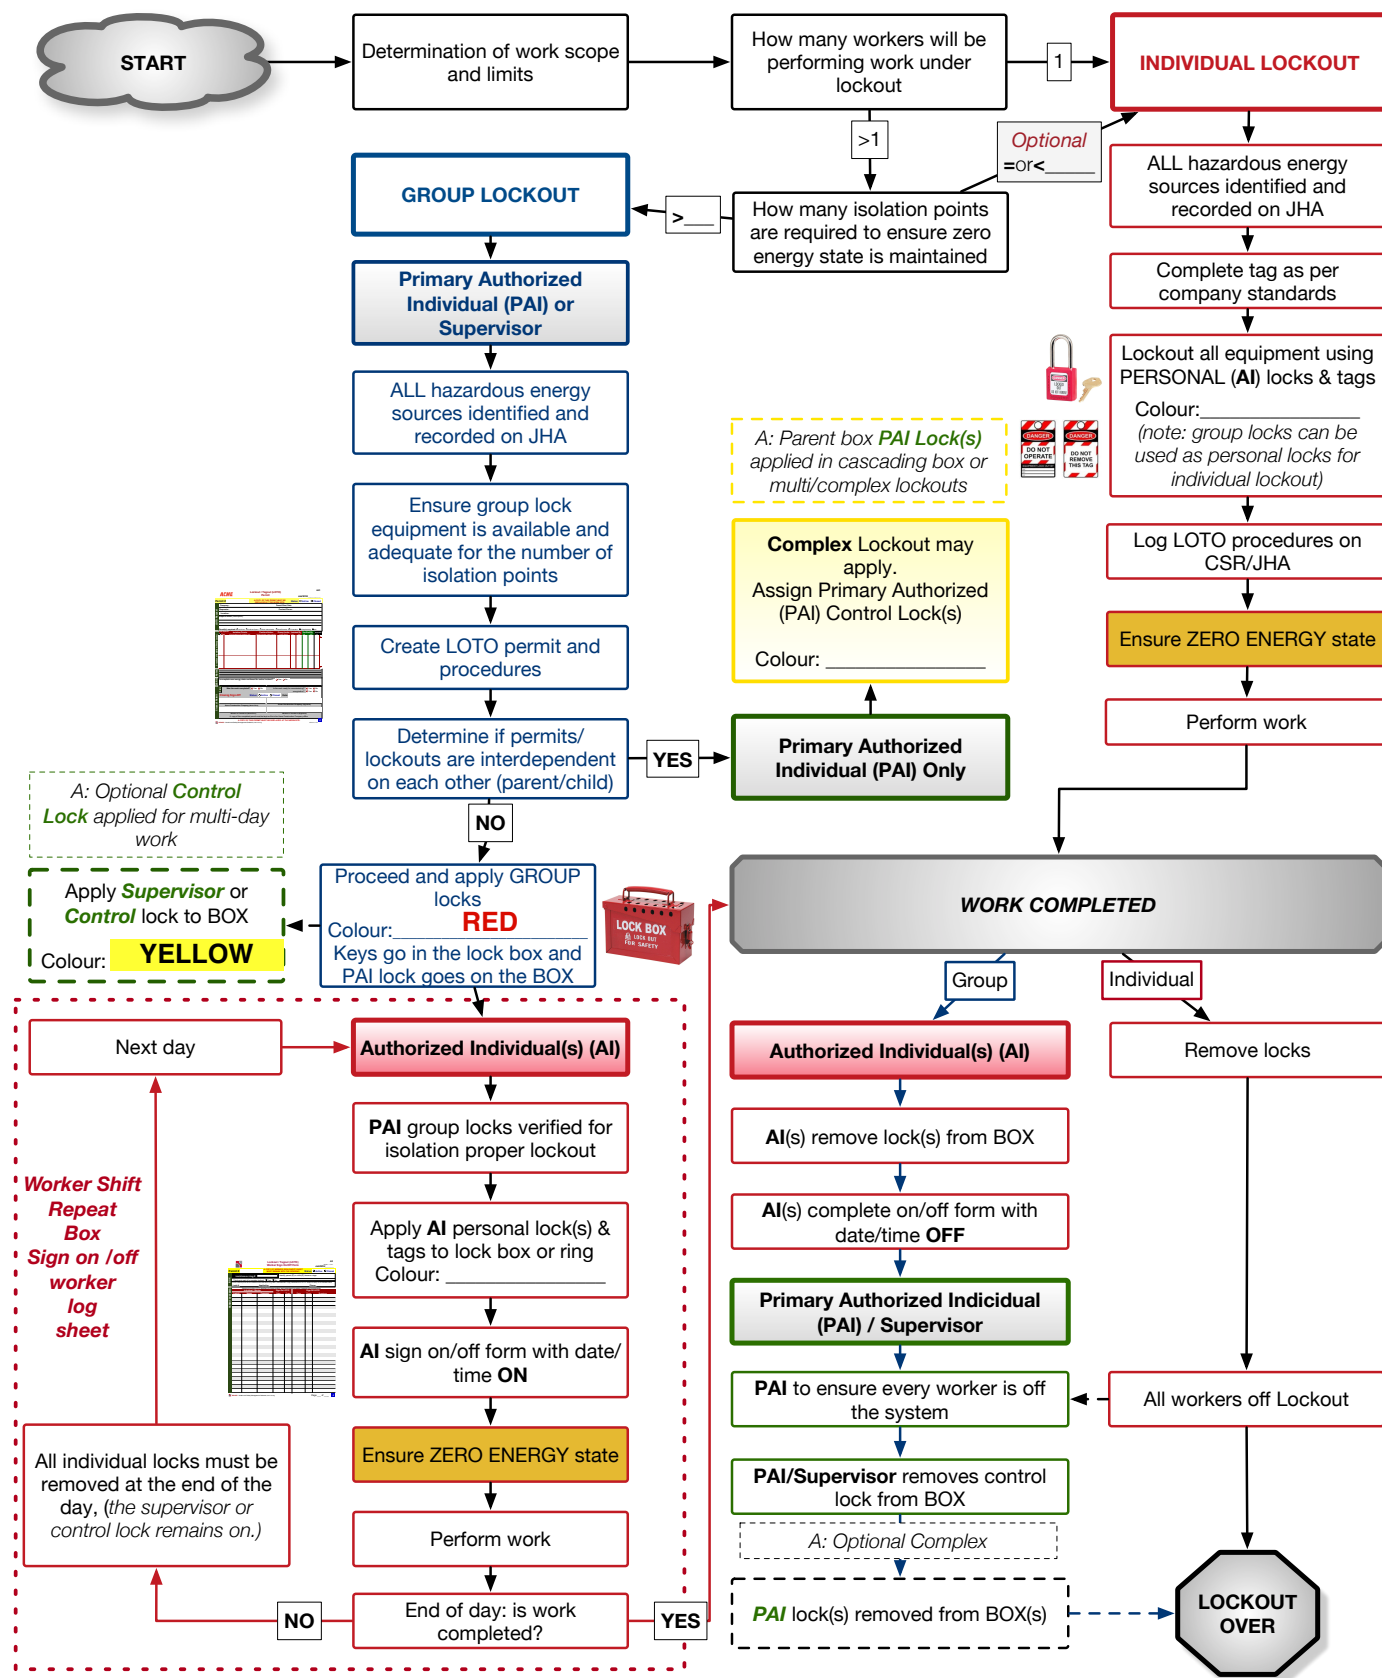 START
Determination of work scope
and limits
How many workers will be
performing work under
lockout
1
INDIVIDUAL LOCKOUT
>1
Optional
=or<_____
GROUP LOCKOUT
>___
How many isolation points
are required to ensure zero
energy state is maintained
ALL hazardous energy
sources identified and
recorded on JHA
Complete tag as per
company standards
Primary Authorized
Individual (PAI) or
Supervisor
ALL hazardous energy
sources identified and
recorded on JHA
Lockout all equipment using
PERSONAL (AI) locks & tags
Colour:________________
(note: group locks can be
used as personal locks for
individual lockout)
DANGER
DO NOT
OPERATE
DANGER
DO NOT
REMOVE
THIS TAG
A: Parent box PAI Lock(s)
applied in cascading box or
multi/complex lockouts
Ensure group lock
equipment is available and
adequate for the number of
isolation points
Complex Lockout may
apply.
Assign Primary Authorized
(PAI) Control Lock(s)
Colour: ________________
Log LOTO procedures on
CSR/JHA
Ensure ZERO ENERGY state
Perform work
Create LOTO permit and
procedures
Determine if permits/
lockouts are interdependent
on each other (parent/child)
YES
Primary Authorized
Individual (PAI) Only
NO
A: Optional Control
Lock applied for multi-day
work
Apply Supervisor or
Control lock to BOX
Colour: YELLOW
Proceed and apply GROUP
locks
Colour: RED
Keys go in the lock box and
PAI lock goes on the BOX
LOCK BOX
LOCK OUT
FOR SAFETY
WORK COMPLETED
Group
Individual
Next day
Authorized Individual(s) (AI)
PAI group locks verified for
isolation proper lockout
Apply AI personal lock(s) &
tags to lock box or ring
Colour: ________________
AI sign on/off form with date/
time ON
Ensure ZERO ENERGY state
Perform work
End of day: is work
completed?
NO
YES
Worker Shift
Repeat
Box
Sign on /off
worker
log
sheet
All individual locks must be
removed at the end of the
day, (the supervisor or
control lock remains on.)
Authorized Individual(s) (AI)
AI(s) remove lock(s) from BOX
AI(s) complete on/off form with
date/time OFF
Primary Authorized Indicidual
(PAI) / Supervisor
PAI to ensure every worker is off
the system
PAI/Supervisor removes control
lock from BOX
A: Optional Complex
PAI lock(s) removed from BOX(s)
Remove locks
All workers off Lockout
LOCKOUT
OVER